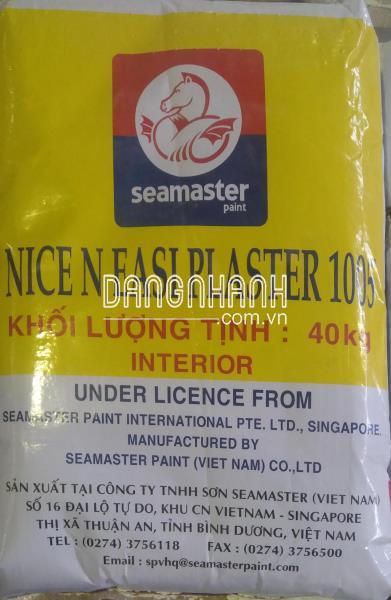 seamaster
paint
NICE N EASI PLASTER 1005
DANGNHANH
.com.vn
KHỐI LƯỢNG TỊNH : 40kg
INTERIOR
UNDER LICENCE FROM
SEAMASTER PAINT INTERNATIONAL PTE. LTD., SINGAPORE.
MANUFACTURED BY
SEAMASTER PAINT (VIET NAM) CO.,LTD
SẢN XUẤT TẠI CÔNG TY TNHH SƠN SEAMASTER (VIET NAM)
SỐ 16 ĐẠI LỘ TỰ DO, KHU CN VIETNAM - SINGAPORE
THỊ XÃ THUẬN AN, TỈNH BÌNH DƯƠNG, VIỆT NAM
TEL : (0274) 3756118 FAX : (0274) 3756500
Email : spvhq@seamasterpaint.com